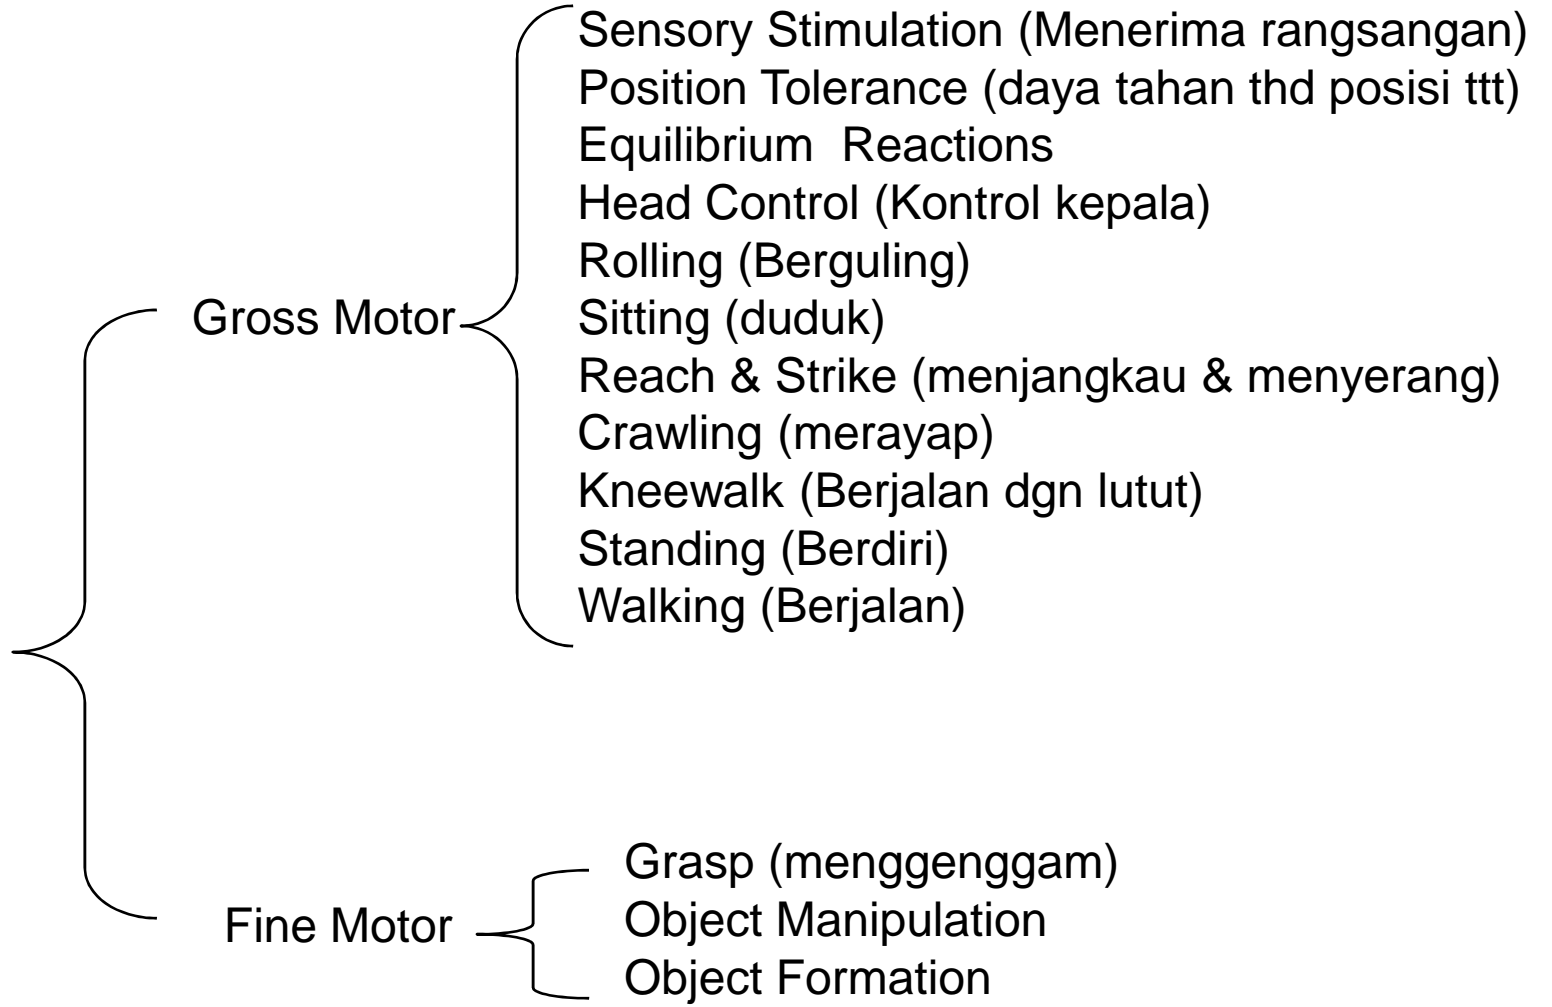 Sensory Stimulation (Menerima rangsangan)
Position Tolerance (daya tahan thd posisi ttt)
Equilibrium Reactions
Head Control (Kontrol kepala)
Rolling (Berguling)
Gross Motor
Sitting (duduk)
Reach & Strike (menjangkau & menyerang)
Crawling (merayap)
Kneewalk (Berjalan dgn lutut)
Standing (Berdiri)
Walking (Berjalan)
Grasp (menggenggam)
Fine Motor
Object Manipulation
Object Formation